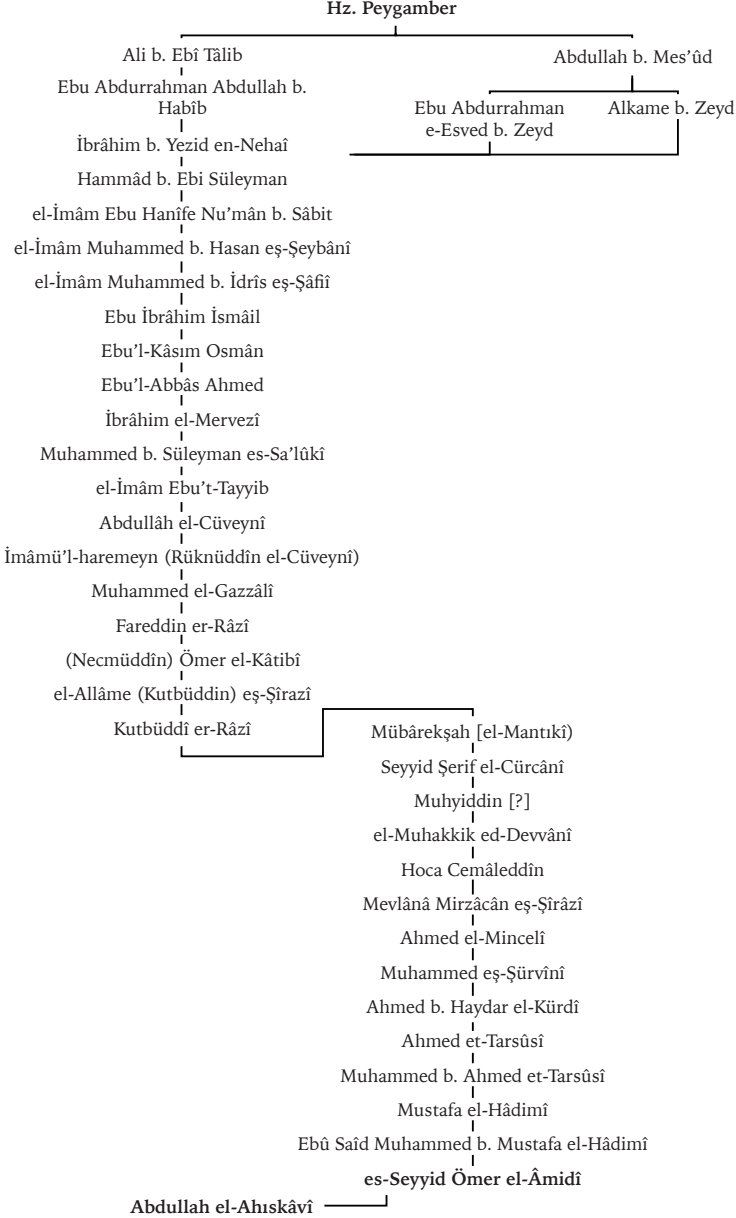 Hz. Peygamber
Ali b. Ebî Tâlib
Abdullah b. Mes’ûd
Ebu Abdurrahman Abdullah b.
Habîb
Ebu Abdurrahman
e-Esved b. Zeyd
Alkame b. Zeyd
İbrâhim b. Yezid en-Nehaî
Hammâd b. Ebi Süleyman
el-İmâm Ebu Hanîfe Nu’mân b. Sâbit
el-İmâm Muhammed b. Hasan eş-Şeybânî
el-İmâm Muhammed b. İdrîs eş-Şâfiî
Ebu İbrâhim İsmâil
Ebu’l-Kâsım Osmân
Ebu’l-Abbâs Ahmed
İbrâhim el-Mervezî
Muhammed b. Süleyman es-Sa’lûkî
el-İmâm Ebu’t-Tayyib
Abdullâh el-Cüveynî
İmâmü’l-haremeyn (Rüknüddîn el-Cüveynî)
Muhammed el-Gazzâlî
Fareddin er-Râzî
(Necmüddîn) Ömer el-Kâtibî
el-Allâme (Kutbüddin) eş-Şîrazî
Kutbüddî er-Râzî
Mübârekşah [el-Mantıkî)
Seyyid Şerif el-Cürcânî
Muhyiddin [?]
el-Muhakkik ed-Devvânî
Hoca Cemâleddîn
Mevlânâ Mirzâcân eş-Şîrâzî
Ahmed el-Mincelî
Muhammed eş-Şürvînî
Ahmed b. Haydar el-Kürdî
Ahmed et-Tarsûsî
Muhammed b. Ahmed et-Tarsûsî
Mustafa el-Hâdimî
Ebû Saîd Muhammed b. Mustafa el-Hâdimî
es-Seyyid Ömer el-Âmidî
Abdullah el-Ahıskâvî